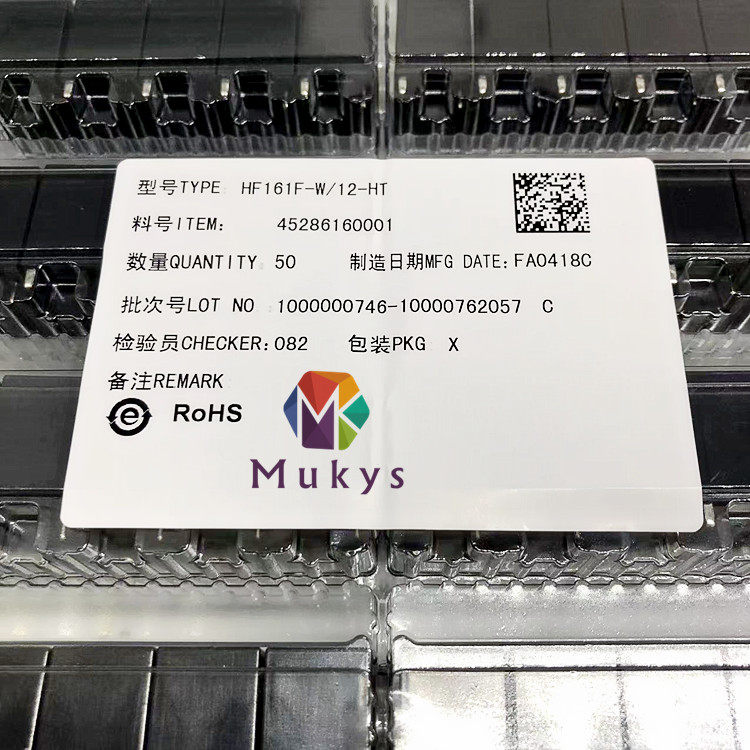 型号TYPE: HF161F-W/12-HT
料号ITEM: 45286160001
数量QUANTITY: 50 制造日期MFG DATE: FA0418C
批次号LOT NO 1000000746-10000762057 C
检验员CHECKER: 082 包装PKG X
备注REMARK
e RoHS
MK
Mukys